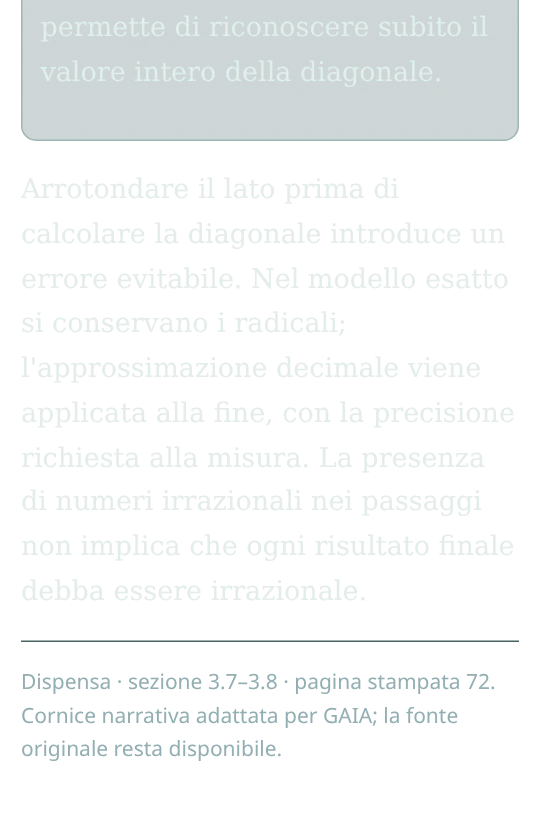 permette di riconoscere subito il
valore intero della diagonale.
Arrotondare il lato prima di
calcolare la diagonale introduce un
errore evitabile. Nel modello esatto
si conservano i radicali;
l'approssimazione decimale viene
applicata alla fine, con la precisione
richiesta alla misura. La presenza
di numeri irrazionali nei passaggi
non implica che ogni risultato finale
debba essere irrazionale.
Dispensa · sezione 3.7–3.8 · pagina stampata 72.
Cornice narrativa adattata per GAIA; la fonte
originale resta disponibile.